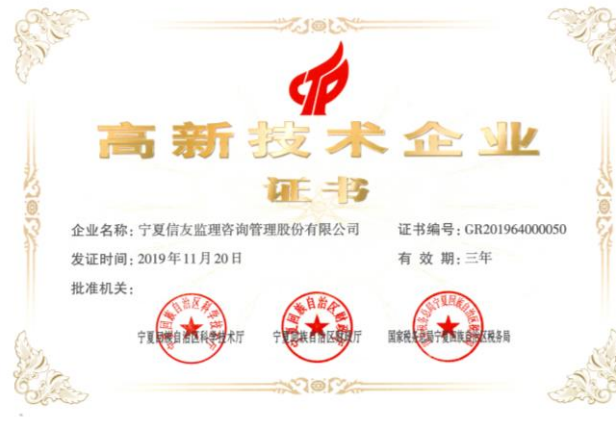 高新技术企业
证书
企业名称：宁夏信友监理咨询管理股份有限公司 证书编号：GR201964000050
发证时间：2019年11月20日 有 效 期：三年
批准机关：
宁夏回族自治区科学技术厅 宁夏回族自治区财政厅 国家税务总局宁夏回族自治区税务局